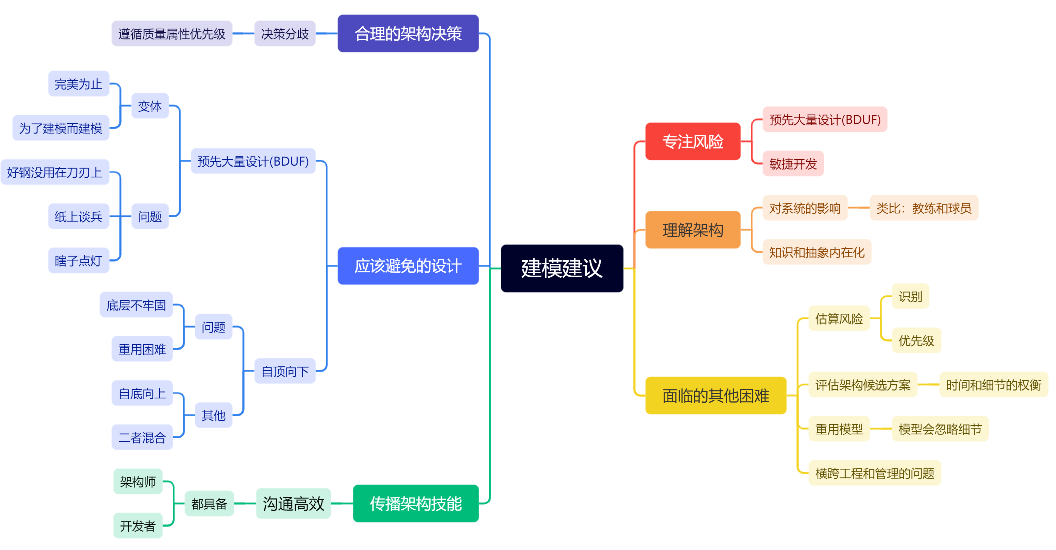 建模建议
专注风险
预先大量设计(BDUF)
敏捷开发
理解架构
对系统的影响
类比：教练和球员
知识和抽象内在化
面临的其他困难
估算风险
识别
优先级
评估架构候选方案
时间和细节的权衡
重用模型
模型会忽略细节
横跨工程和管理的问题
合理的架构决策
决策分歧
遵循质量属性优先级
应该避免的设计
预先大量设计(BDUF)
变体
完美为止
为了建模而建模
问题
好钢没用在刀刃上
纸上谈兵
瞎子点灯
自顶向下
问题
底层不牢固
重用困难
其他
自底向上
二者混合
传播架构技能
沟通高效
都具备
架构师
开发者